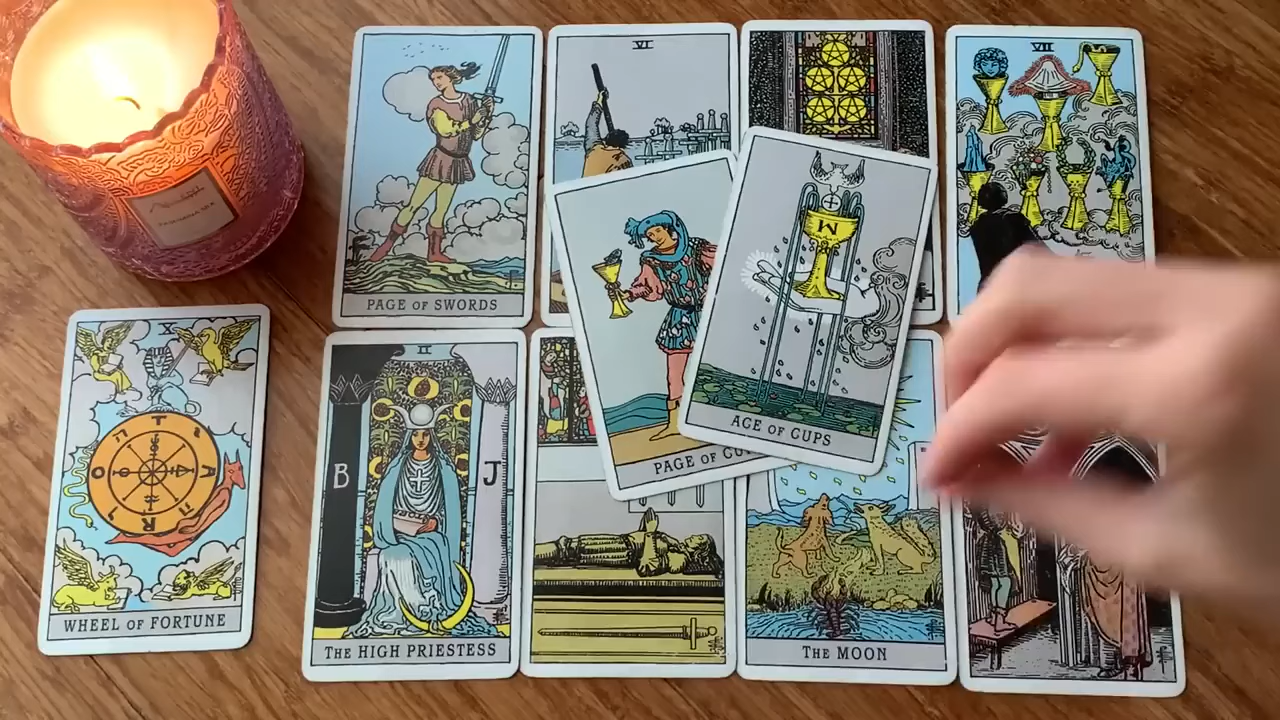 VI
VII
PAGE OF SWORDS
X
T
A
R
O
WHEEL OF FORTUNE
II
B
J
THE HIGH PRIESTESS
PAGE OF CU
M
ACE OF CUPS
THE MOON